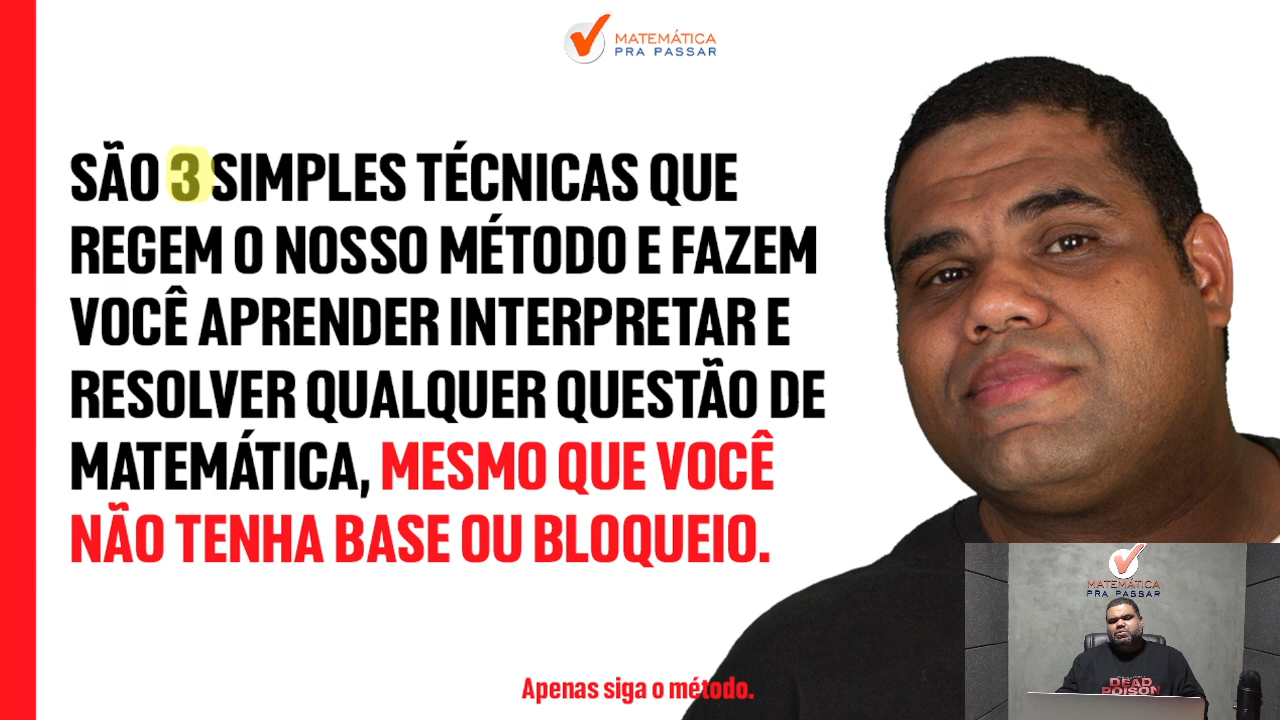 MATEMÁTICA
PRA PASSAR
SÃO 3 SIMPLES TÉCNICAS QUE
REGEM O NOSSO MÉTODO E FAZEM
VOCÊ APRENDER INTERPRETAR E
RESOLVER QUALQUER QUESTÃO DE
MATEMÁTICA, MESMO QUE VOCÊ
NÃO TENHA BASE OU BLOQUEIO.
Apenas siga o método.
MATEMÁTICA
PRA PASSAR
DEAD
POISON